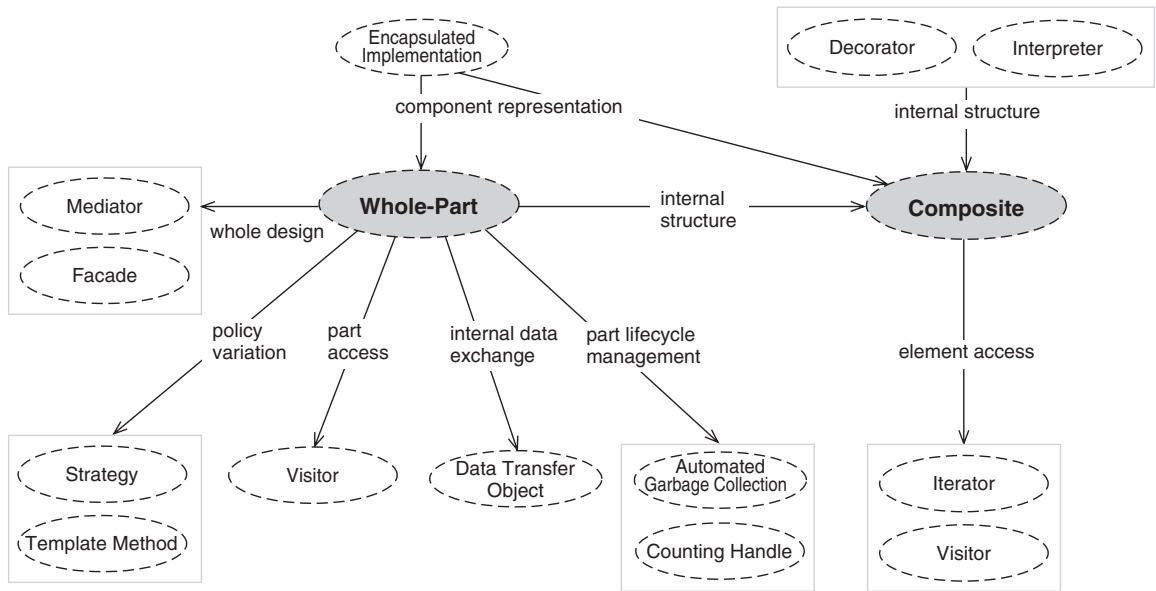 Encapsulated
Implementation
Decorator
Interpreter
component representation
internal structure
Mediator
Facade
Whole-Part
whole design
internal
structure
Composite
policy
variation
part
access
internal data
exchange
part lifecycle
management
element access
Strategy
Template Method
Visitor
Data Transfer
Object
Automated
Garbage Collection
Counting Handle
Iterator
Visitor